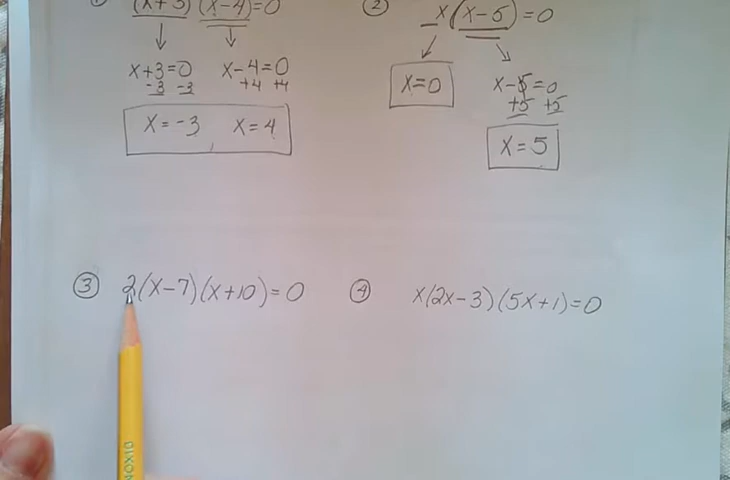 (x+3)(x-4)=0
x+3=0 x-4=0
-3 -3 +4 +4
x=-3 x=4
② x(x-5)=0
x=0 x-5=0
+5 +5
x=5
③ 2(x-7)(x+10)=0
④ x(2x-3)(5x+1)=0